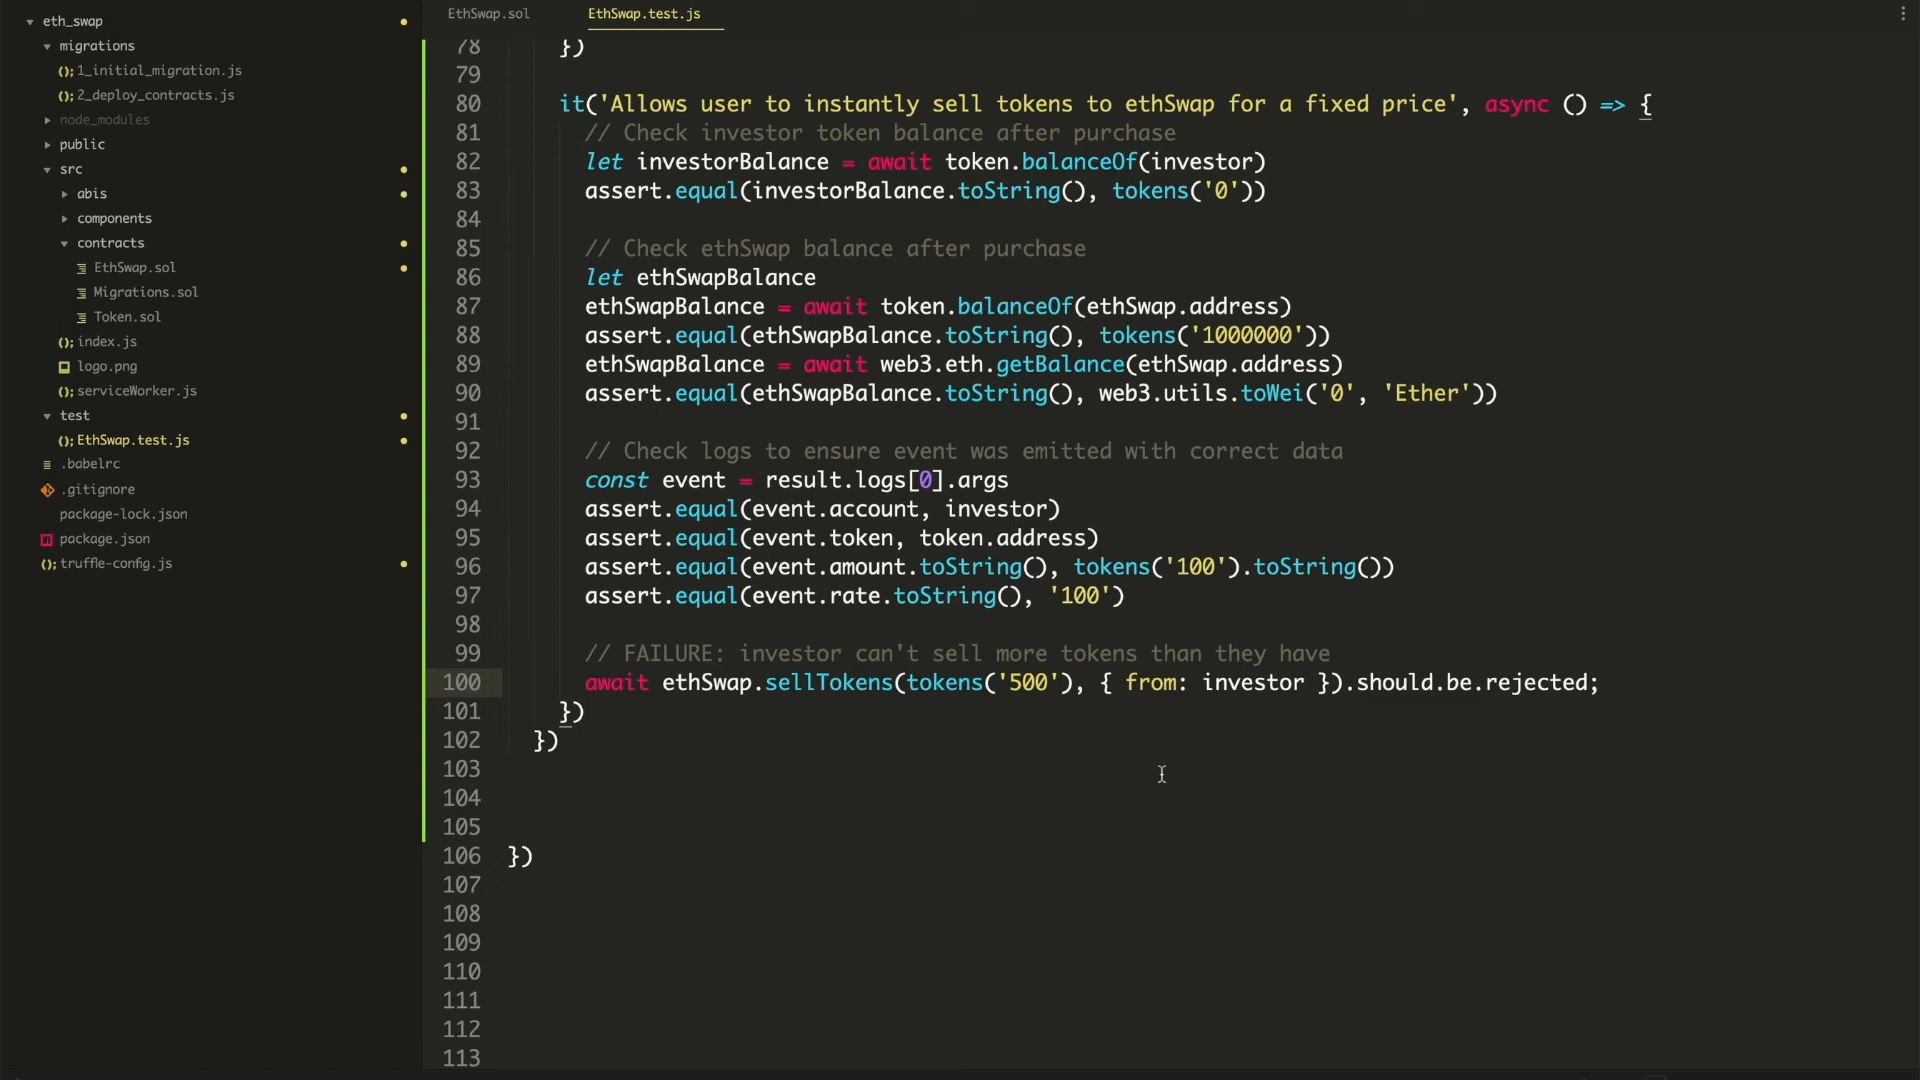 eth_swap
migrations
1_initial_migration.js
2_deploy_contracts.js
node_modules
public
src
abis
components
contracts
EthSwap.sol
Migrations.sol
Token.sol
index.js
logo.png
serviceWorker.js
test
EthSwap.test.js
.babelrc
.gitignore
package-lock.json
package.json
truffle-config.js
EthSwap.sol EthSwap.test.js
78 })
79
80 it('Allows user to instantly sell tokens to ethSwap for a fixed price', async () => {
81 // Check investor token balance after purchase
82 let investorBalance = await token.balanceOf(investor)
83 assert.equal(investorBalance.toString(), tokens('0'))
84
85 // Check ethSwap balance after purchase
86 let ethSwapBalance
87 ethSwapBalance = await token.balanceOf(ethSwap.address)
88 assert.equal(ethSwapBalance.toString(), tokens('1000000'))
89 ethSwapBalance = await web3.eth.getBalance(ethSwap.address)
90 assert.equal(ethSwapBalance.toString(), web3.utils.toWei('0', 'Ether'))
91
92 // Check logs to ensure event was emitted with correct data
93 const event = result.logs[0].args
94 assert.equal(event.account, investor)
95 assert.equal(event.token, token.address)
96 assert.equal(event.amount.toString(), tokens('100').toString())
97 assert.equal(event.rate.toString(), '100')
98
99 // FAILURE: investor can't sell more tokens than they have
100 await ethSwap.sellTokens(tokens('500'), { from: investor }).should.be.rejected;
101 })
102 })
103
104
105
106 })
107
108
109
110
111
112
113